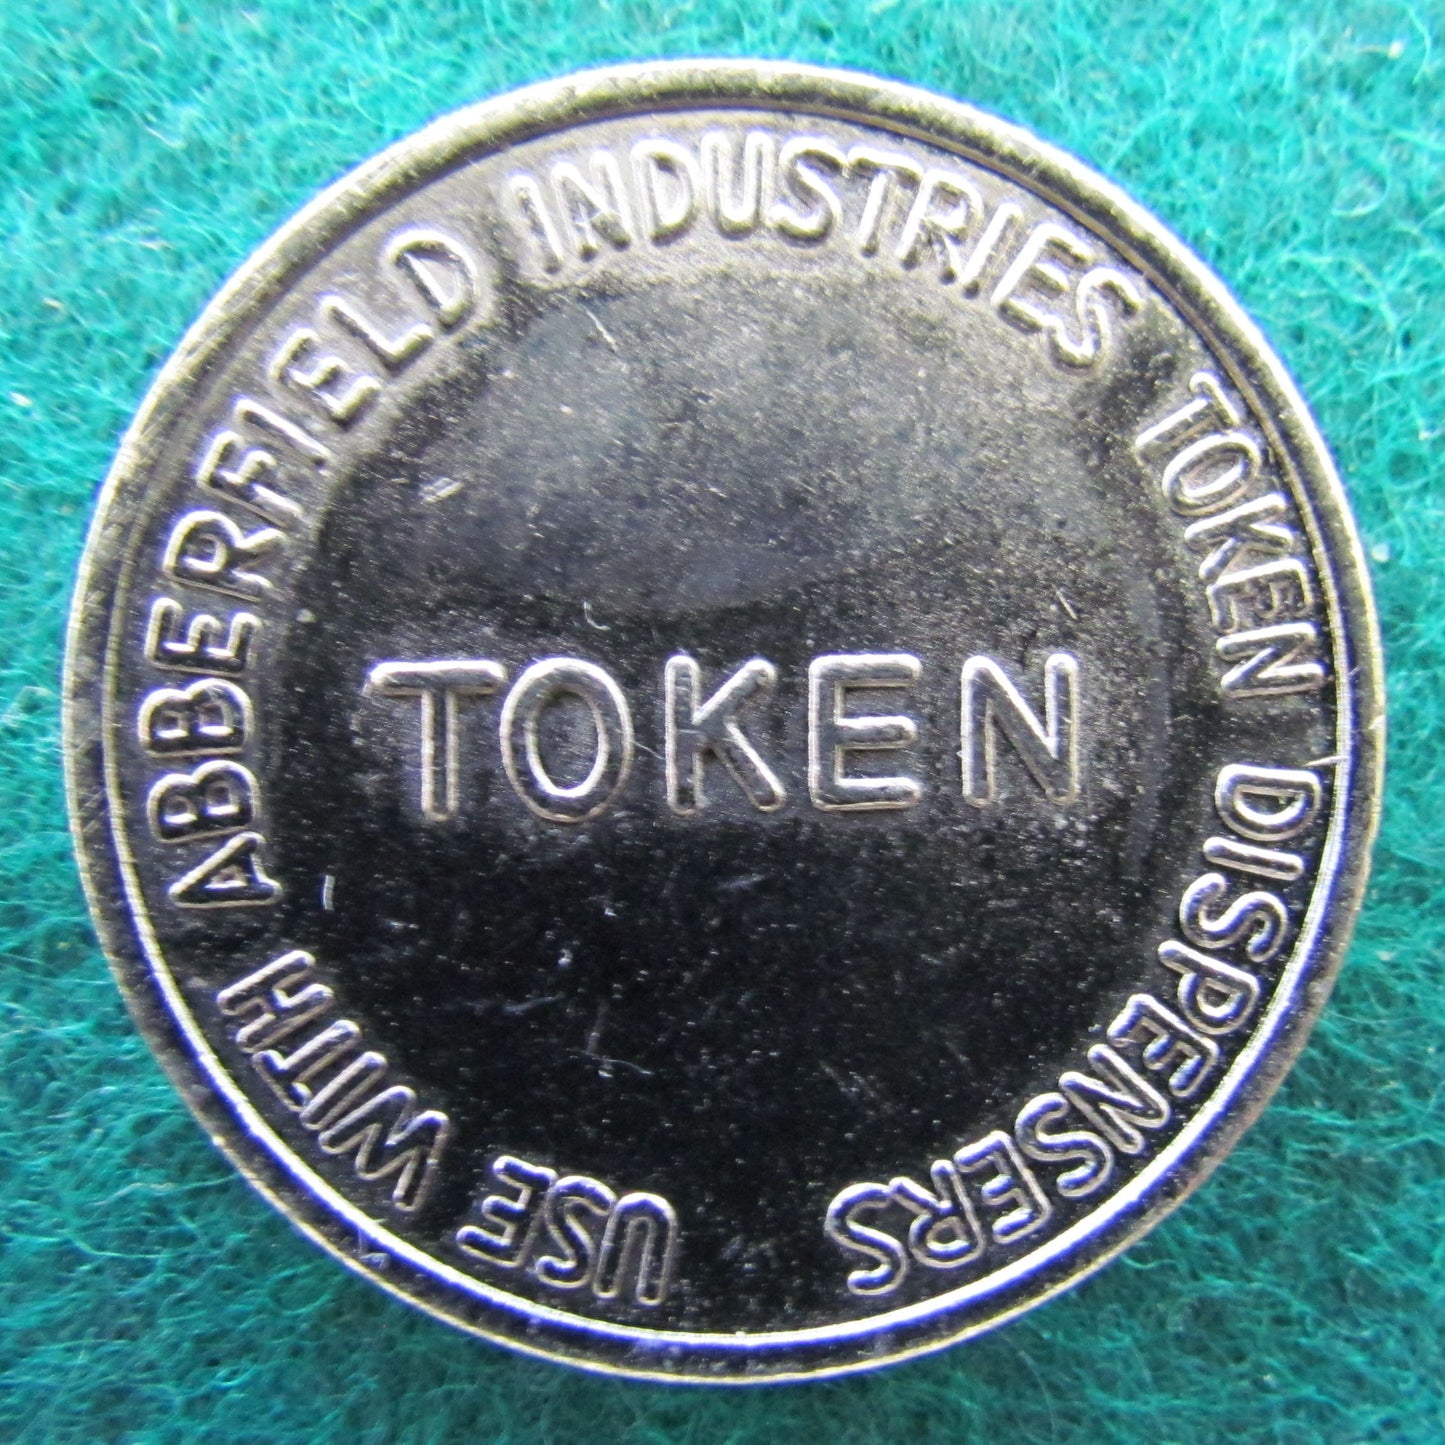 USE WITH ABBERFIELD INDUSTRIES TOKEN DISPENSERS
TOKEN